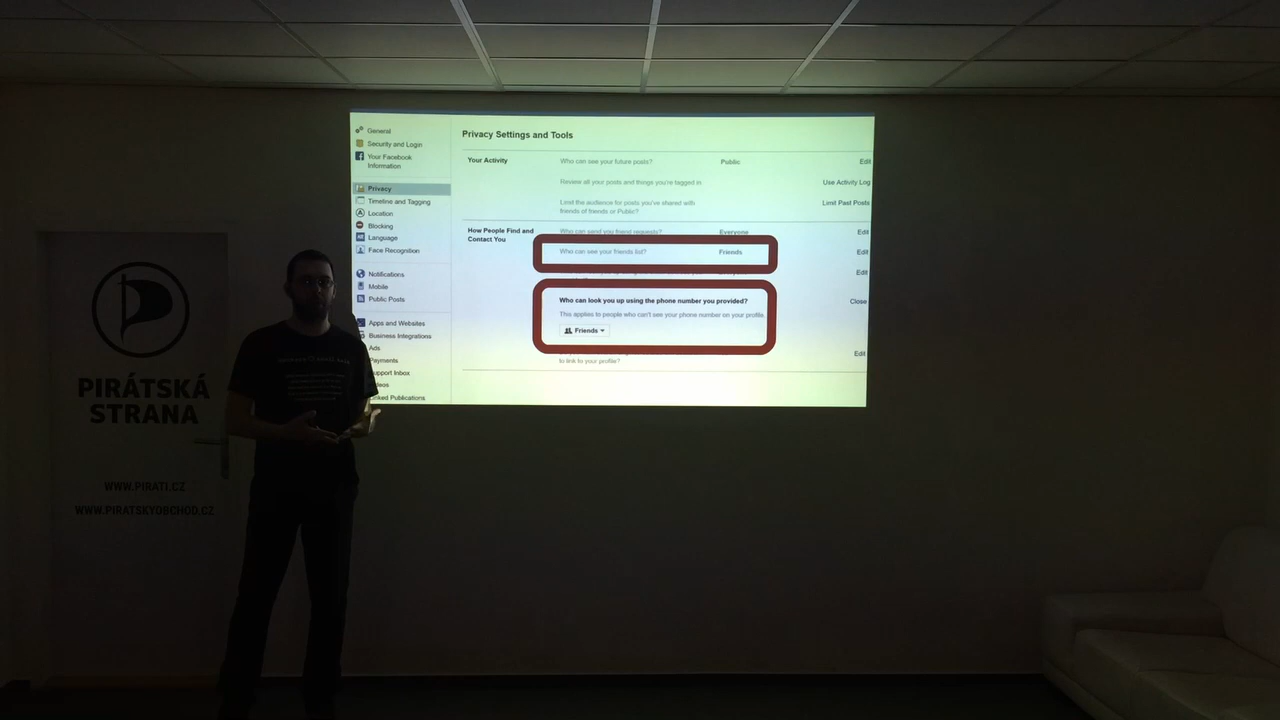 General
Security and Login
Your Facebook
Information
Privacy
Timeline and Tagging
Location
Blocking
Language
Face Recognition
Notifications
Mobile
Public Posts
Apps and Websites
Business Integrations
Ads
Payments
Support Inbox
Videos
Linked Publications
Privacy Settings and Tools
Your Activity
Who can see your future posts? Public Edit
Review all your posts and things you're tagged in Use Activity Log
Limit the audience for posts you've shared with Limit Past Posts
friends of friends or Public?
How People Find and
Contact You
Who can send you friend requests? Everyone Edit
Who can see your friends list? Friends Edit
Edit
Who can look you up using the phone number you provided? Close
This applies to people who can't see your phone number on your profile.
Friends
Edit
to link to your profile?
PIRÁTSKÁ
STRANA
WWW.PIRATI.CZ
WWW.PIRATSKYOBCHOD.CZ